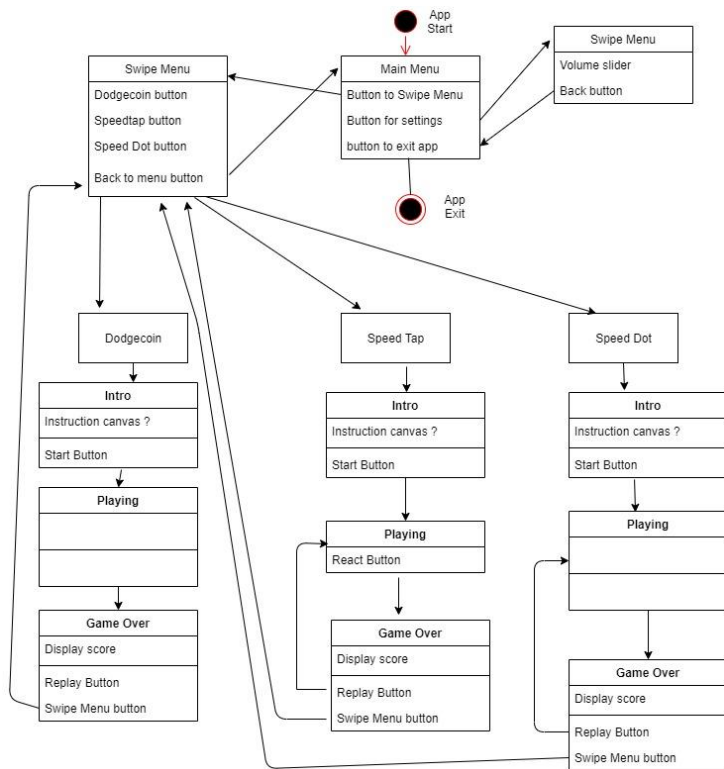 App
Start
Swipe Menu
Dodgecoin button
Speedtap button
Speed Dot button
Back to menu button
Main Menu
Button to Swipe Menu
Button for settings
button to exit app
Swipe Menu
Volume slider
Back button
App
Exit
Dodgecoin
Speed Tap
Speed Dot
Intro
Instruction canvas ?
Start Button
Playing
Game Over
Display score
Replay Button
Swipe Menu button
Intro
Instruction canvas ?
Start Button
Playing
React Button
Game Over
Display score
Replay Button
Swipe Menu button
Intro
Instruction canvas ?
Start Button
Playing
Game Over
Display score
Replay Button
Swipe Menu button